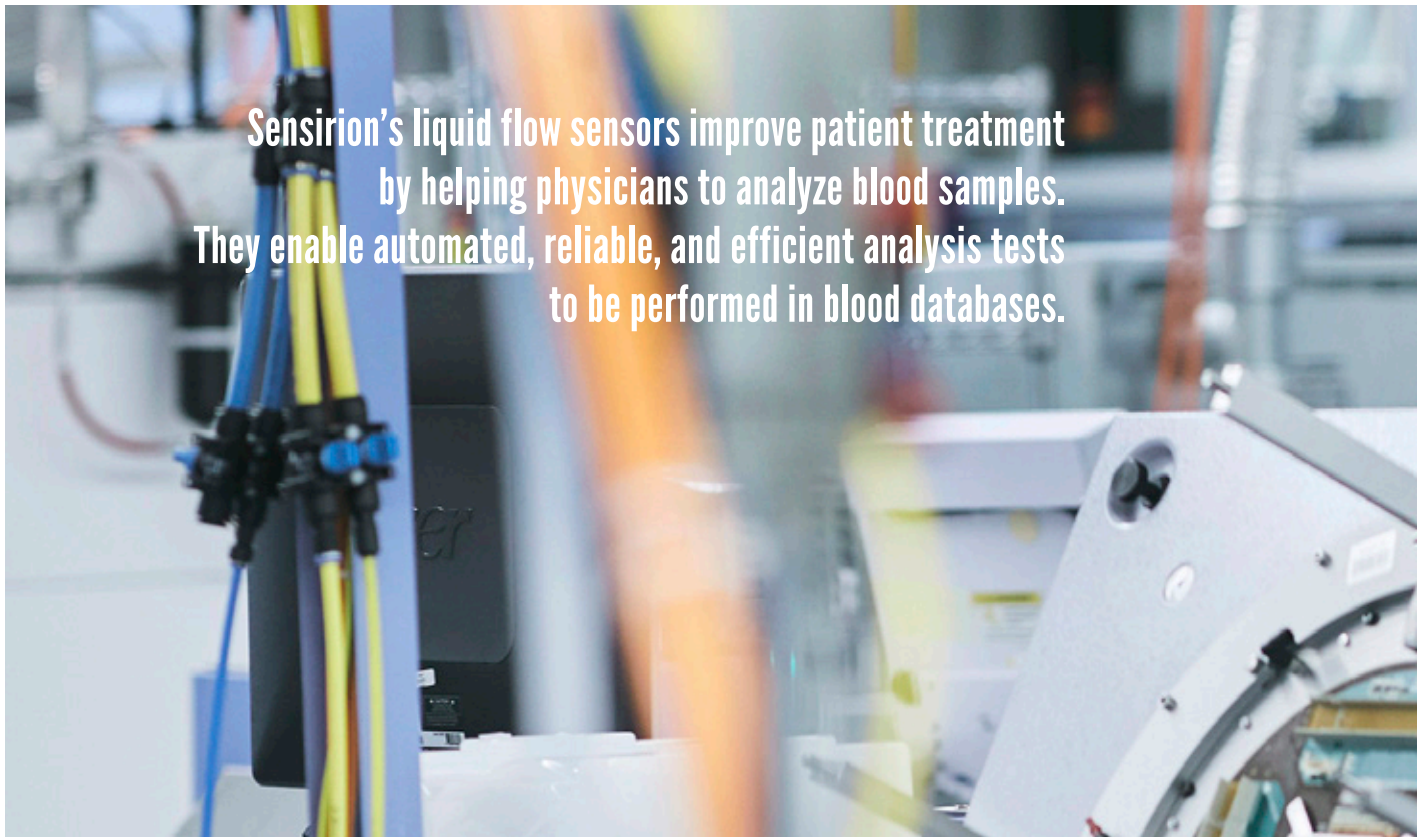 Sensirion’s liquid flow sensors improve patient treatment
by helping physicians to analyze blood samples.
They enable automated, reliable, and efficient analysis tests
to be performed in blood databases.